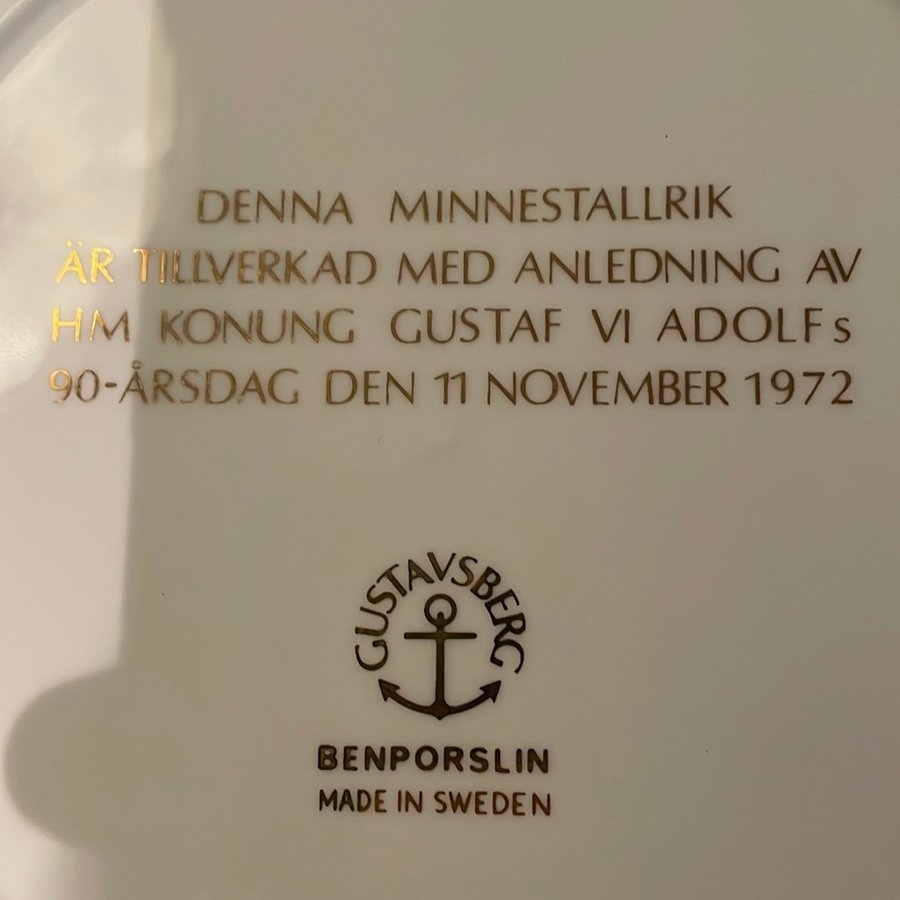 DENNA MINNESTALLRIK
ÄR TILLVERKAD MED ANLEDNING AV
HM KONUNG GUSTAF VI ADOLFs
90-ÅRSDAG DEN 11 NOVEMBER 1972
GUSTAVSBERG
BENPORSLIN
MADE IN SWEDEN